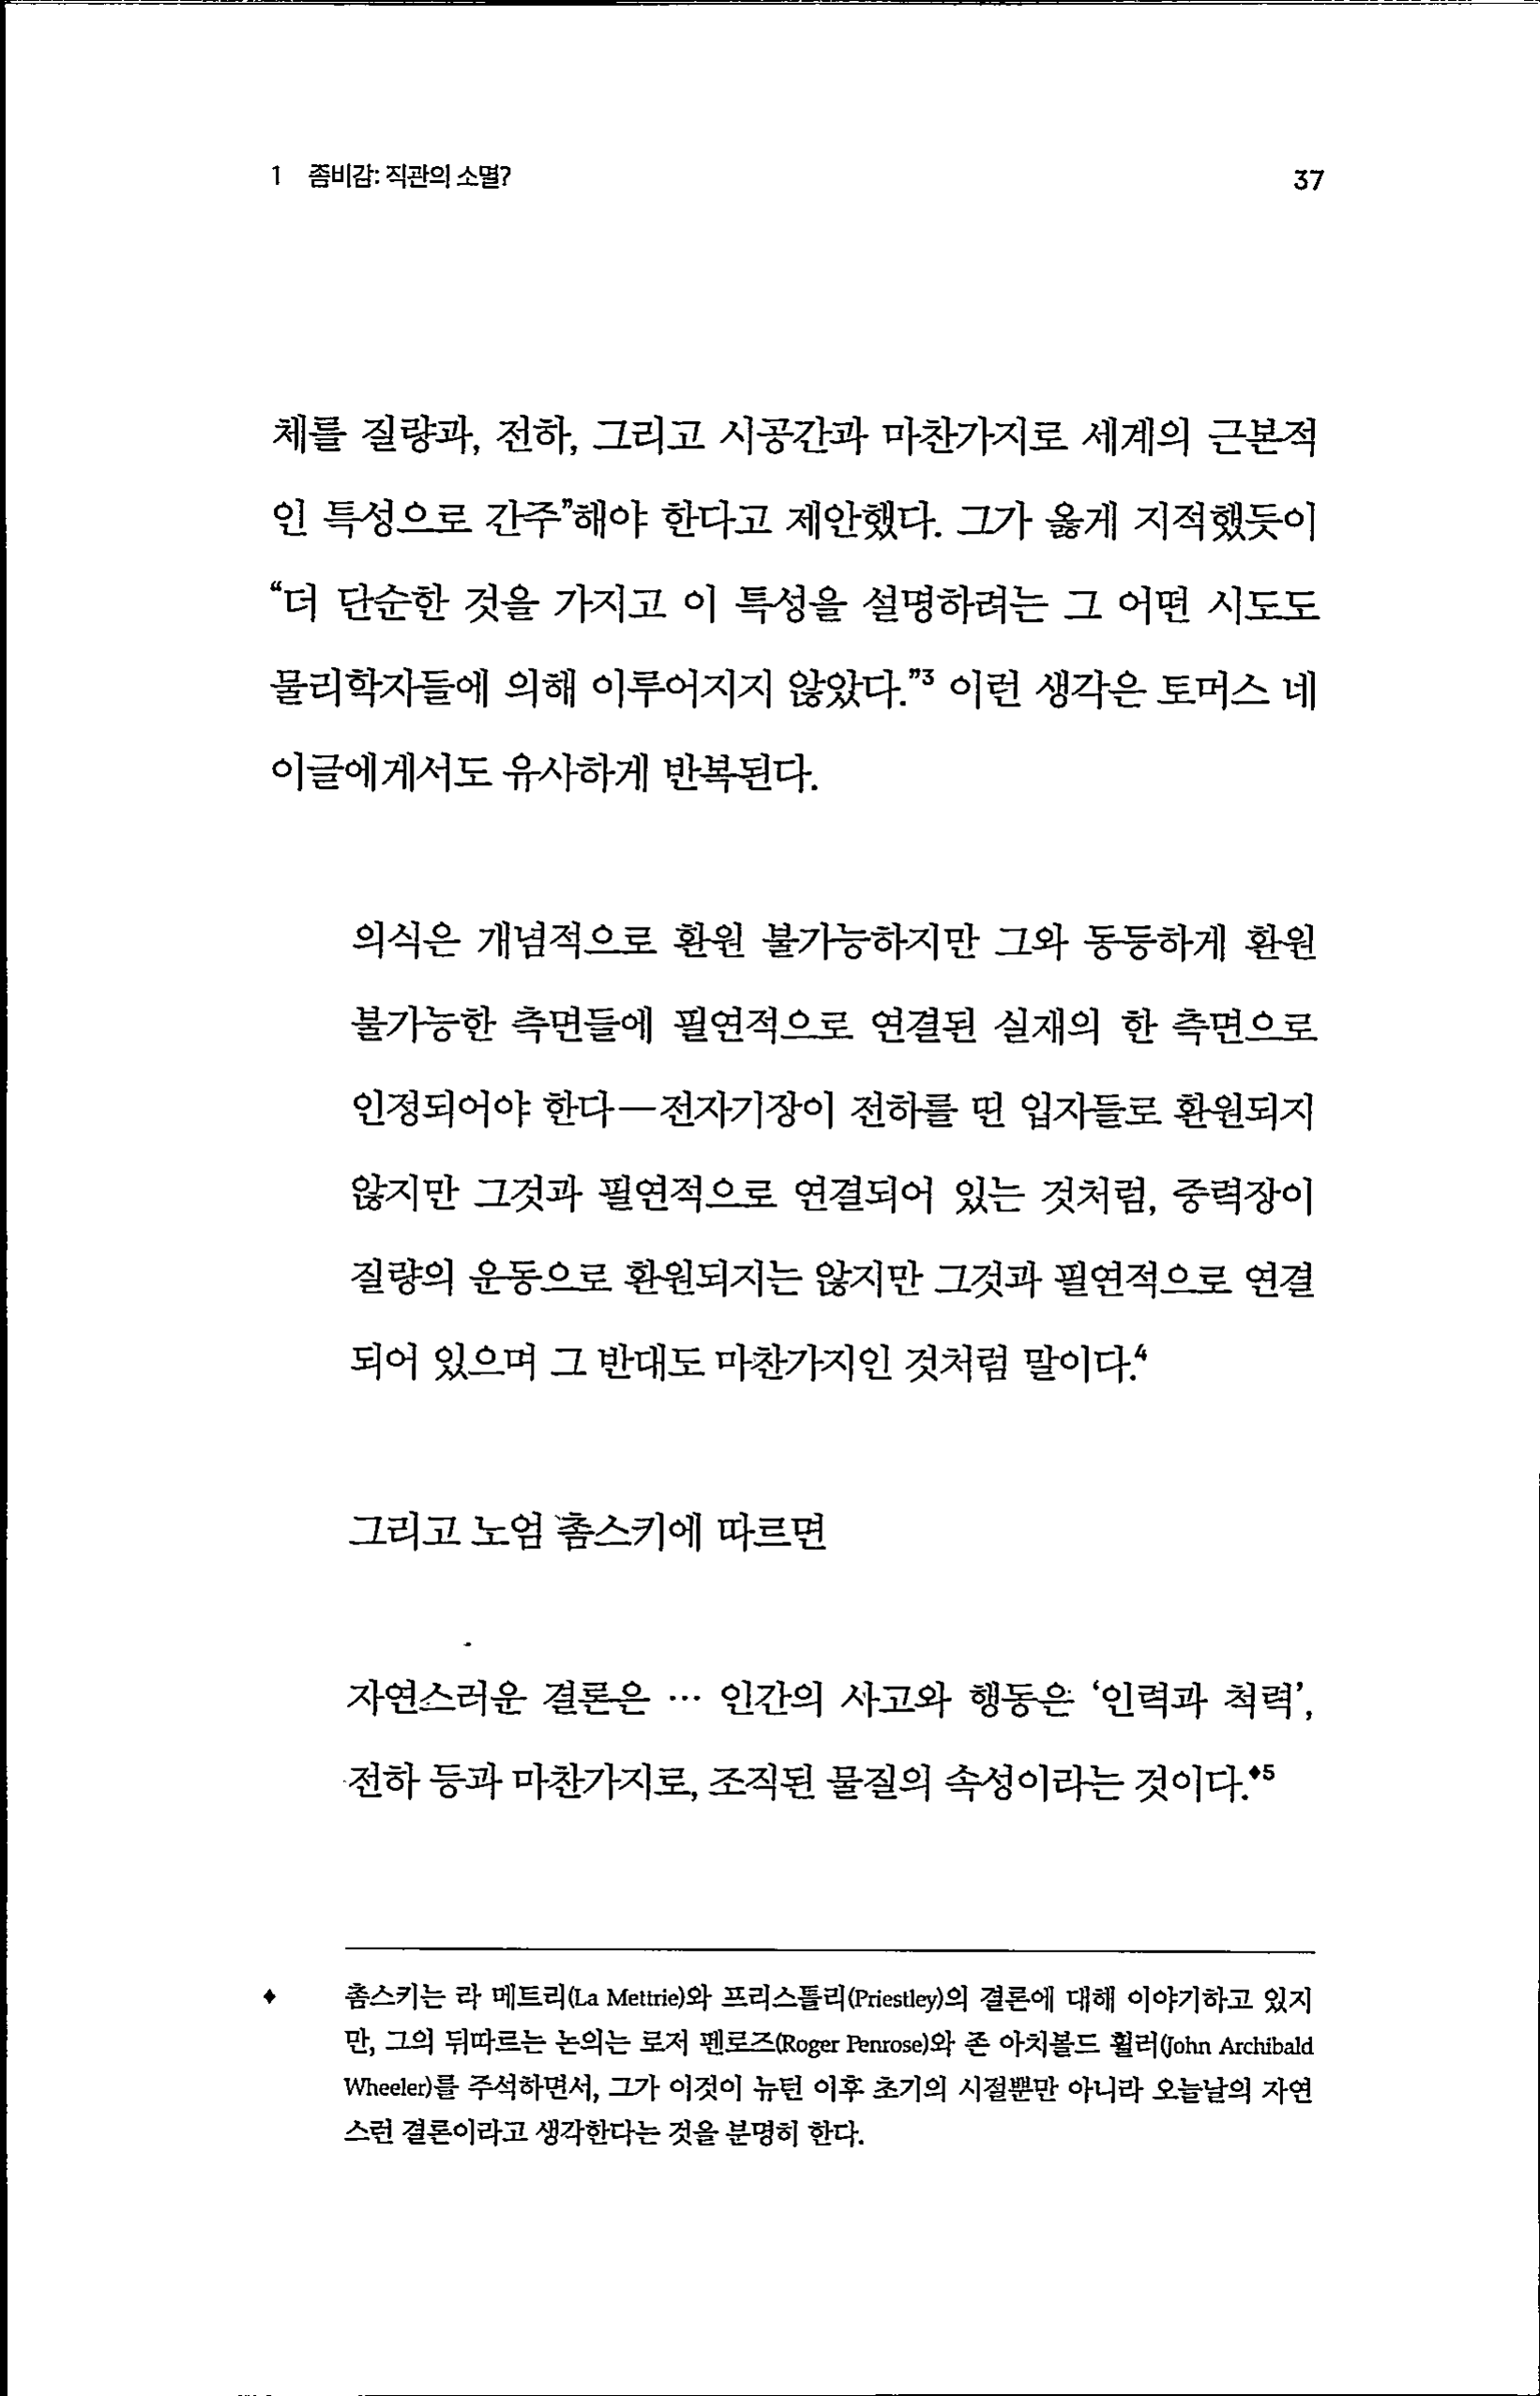 1 좀비감: 직관의 소멸?
37
체를 질량과, 전하, 그리고 시공간과 마찬가지로 세계의 근본적
인 특성으로 간주”해야 한다고 제안했다. 그가 옳게 지적했듯이
“더 단순한 것을 가지고 이 특성을 설명하려는 그 어떤 시도도
물리학자들에 의해 이루어지지 않았다.”3 이런 생각은 토머스 네
이글에게서도 유사하게 반복된다.
의식은 개념적으로 환원 불가능하지만 그와 동등하게 환원
불가능한 측면들에 필연적으로 연결된 실재의 한 측면으로
인정되어야 한다—전자기장이 전하를 띤 입자들로 환원되지
않지만 그것과 필연적으로 연결되어 있는 것처럼, 중력장이
질량의 운동으로 환원되지는 않지만 그것과 필연적으로 연결
되어 있으며 그 반대도 마찬가지인 것처럼 말이다.4
그리고 노엄 촘스키에 따르면
자연스러운 결론은 … 인간의 사고와 행동은 ‘인력과 척력’,
전하 등과 마찬가지로, 조직된 물질의 속성이라는 것이다.♦5
♦ 촘스키는 라 메트리(La Mettrie)와 프리스틀리(Priestley)의 결론에 대해 이야기하고 있지
만, 그의 뒤따르는 논의는 로저 펜로즈(Roger Penrose)와 존 아치볼드 휠러(John Archibald
Wheeler)를 주석하면서, 그가 이것이 뉴턴 이후 초기의 시절뿐만 아니라 오늘날의 자연
스런 결론이라고 생각한다는 것을 분명히 한다.